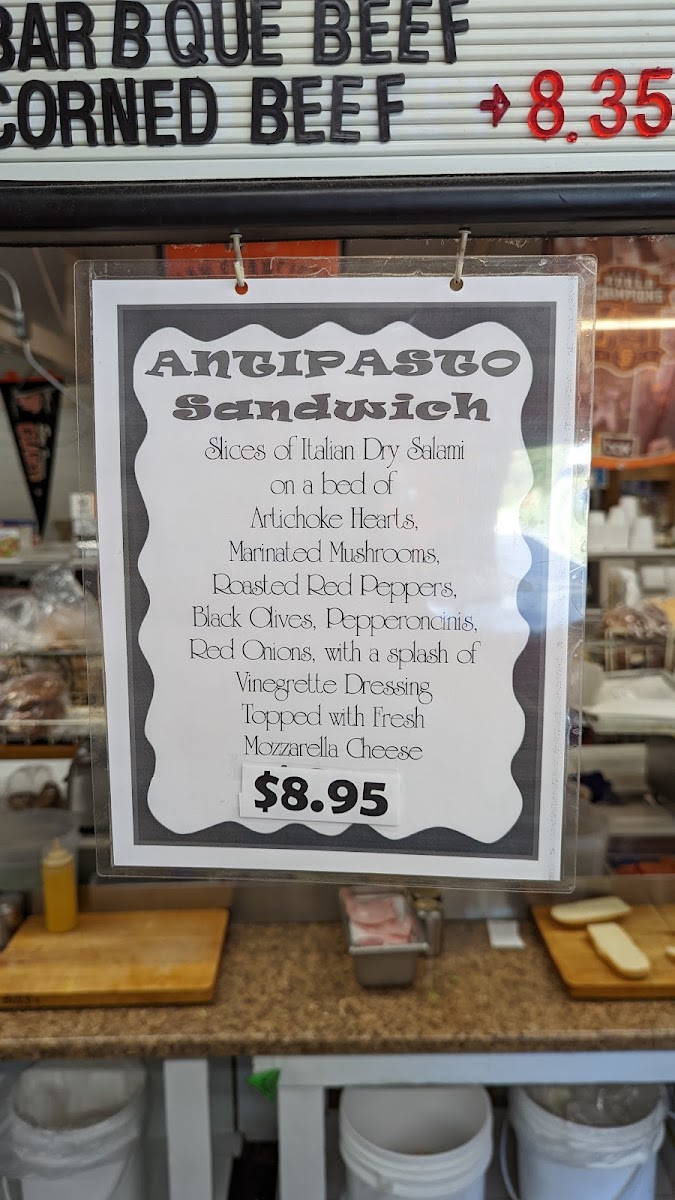 BAR B QUE BEEF
CORNED BEEF → 8.35
ANTIPASTO
Sandwich
Slices of Italian Dry Salami
on a bed of
Artichoke Hearts,
Marinated Mushrooms,
Roasted Red Peppers,
Black Olives, Pepperoncinis,
Red Onions, with a splash of
Vinegrette Dressing
Topped with Fresh
Mozzarella Cheese
$8.95